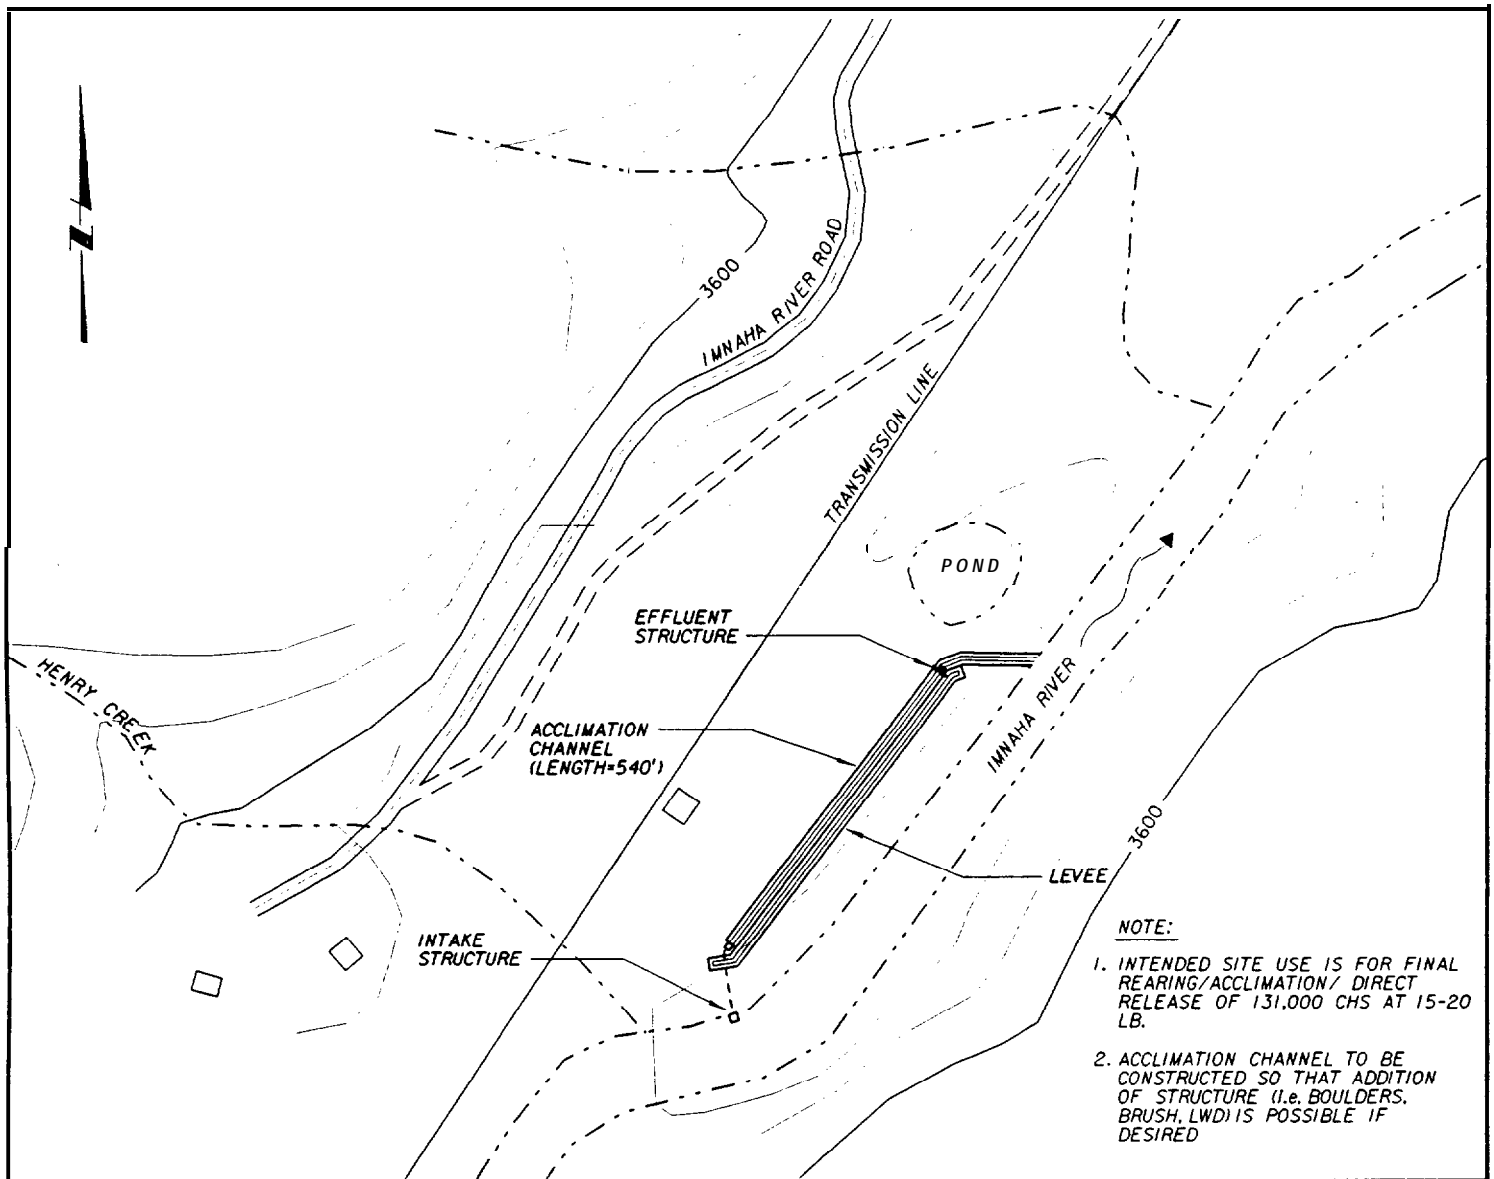 N
3600
IMNAHA RIVER ROAD
TRANSMISSION LINE
POND
EFFLUENT
STRUCTURE
HENRY CREEK
ACCLIMATION
CHANNEL
(LENGTH=540')
IMNAHA RIVER
3600
LEVEE
INTAKE
STRUCTURE
NOTE:
1. INTENDED SITE USE IS FOR FINAL
REARING/ACCLIMATION/ DIRECT
RELEASE OF 131,000 CHS AT 15-20
LB.
2. ACCLIMATION CHANNEL TO BE
CONSTRUCTED SO THAT ADDITION
OF STRUCTURE (i.e. BOULDERS,
BRUSH, LWD) IS POSSIBLE IF
DESIRED